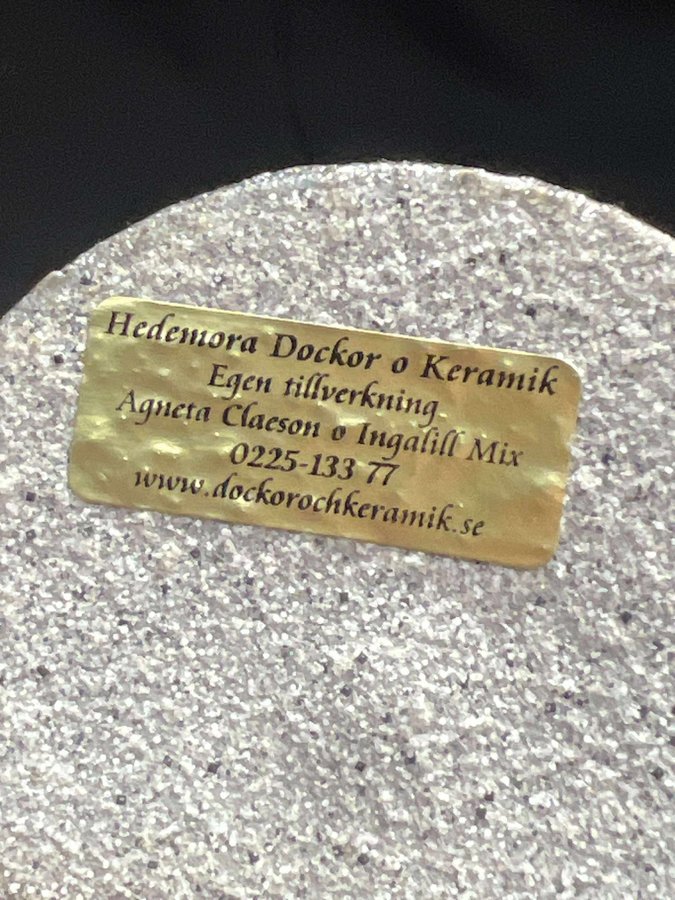 Hedemora Dockor o Keramik
Egen tillverkning
Agneta Claeson o Ingalill Mix
0225-133 77
www.dockorochkeramik.se